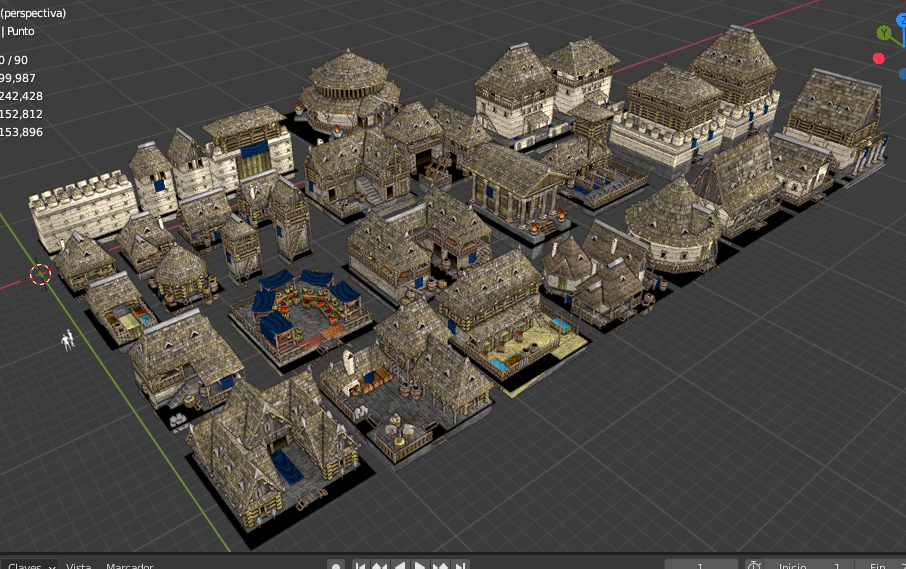 (perspectiva)
| Punto
0 / 90
99,987
242,428
152,812
153,896
Y
Z
Claves
Vista
Marcador
1
Inicio
1
Fin